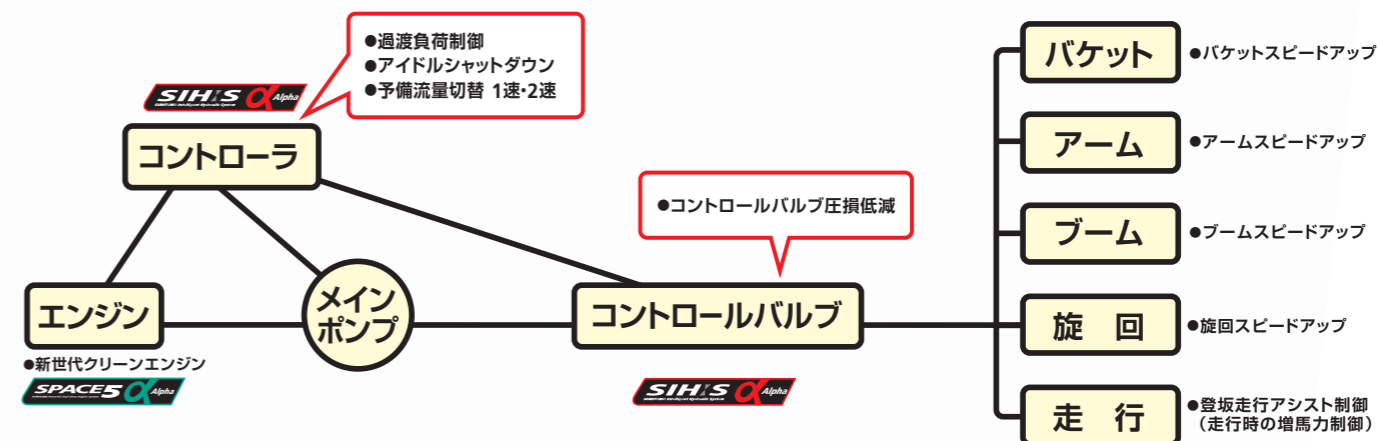 ●過渡負荷制御
●アイドルシャットダウン
●予備流量切替 1速・2速
SIHIS α Alpha
コントローラ
●コントロールバルブ圧損低減
エンジン
メイン
ポンプ
コントロールバルブ
●新世代クリーンエンジン
SPACE5 α Alpha
SIHIS α Alpha
バケット
●バケットスピードアップ
アーム
●アームスピードアップ
ブーム
●ブームスピードアップ
旋　回
●旋回スピードアップ
走　行
●登坂走行アシスト制御
（走行時の増馬力制御）